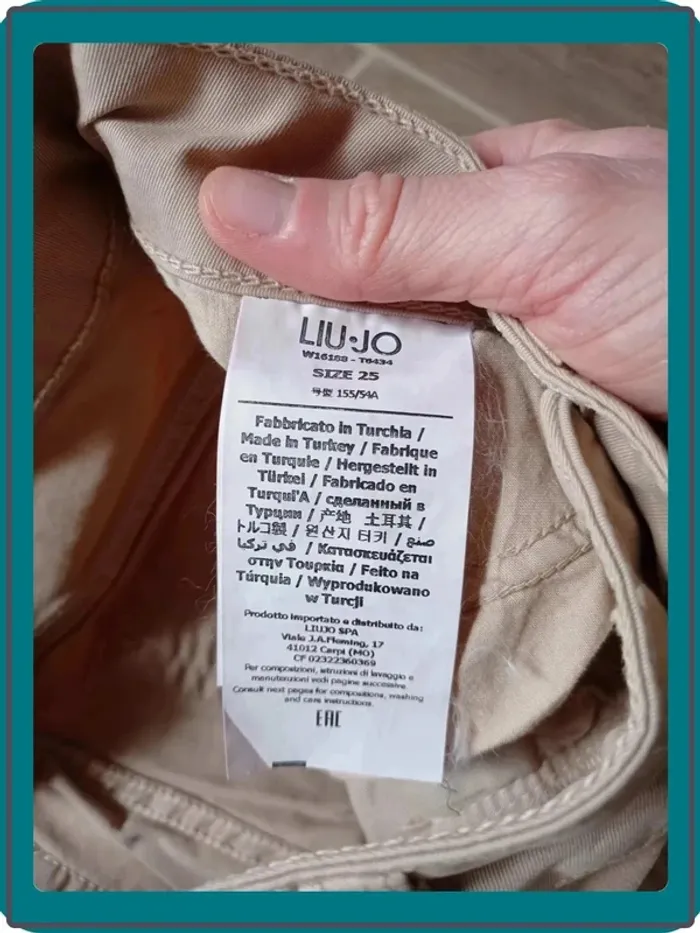 LIU·JO
W16188 - T6434
SIZE 25
号型 155/54A
Fabbricato in Turchia /
Made in Turkey / Fabrique
en Turquie / Hergestellt in
Türkei / Fabricado en
Turqui'A / сделанный в
Турции / 产地 土耳其 /
トルコ製 / 원산지 터키 / صنع
في تركيا / Κατασκευάζεται
στην Τουρκία / Feito na
Túrquia / Wyprodukowano
w Turcji
Prodotto importato e distribuito da:
LIUJO SPA
Viale J.A.Fleming, 17
41012 Carpi (MO)
CF 02322360369
Per composizioni, istruzioni di lavaggio e
manutenzioni vedi pagine successive.
Consult next pages for compositions, washing
and care instructions.
EAC